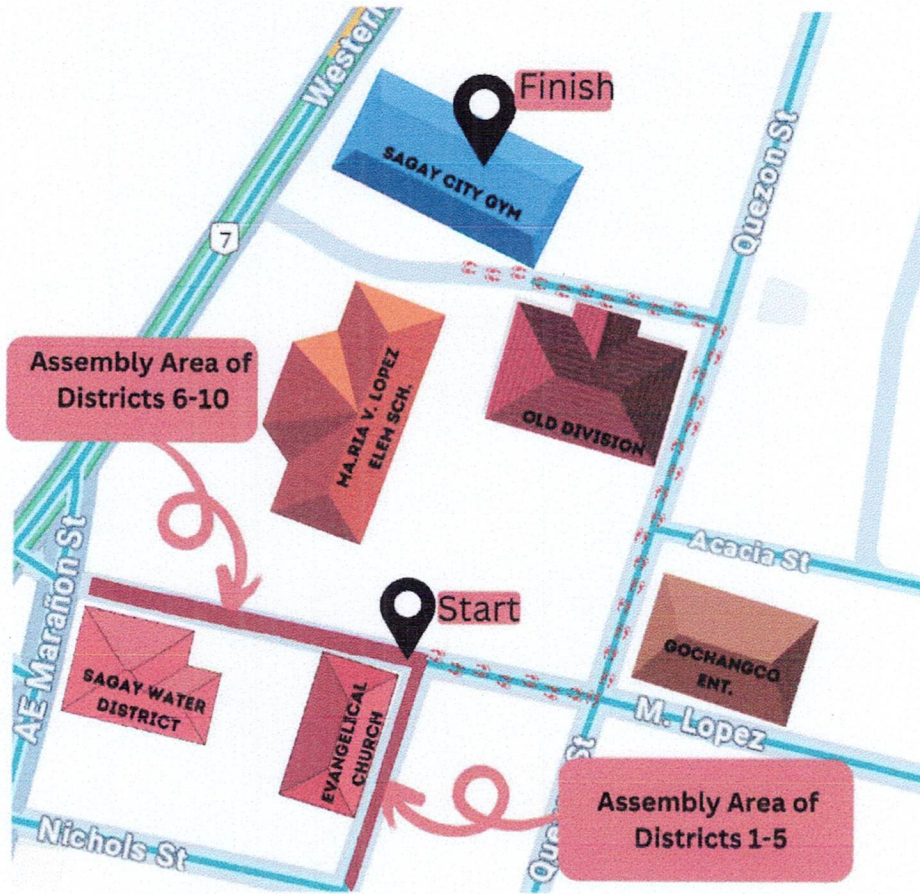 Western
Finish
SAGAY CITY GYM
Quezon St
7
Assembly Area of
Districts 6-10
MA.RIA V. LOPEZ
ELEM SCH.
OLD DIVISION
AE Marañon St
Acacia St
Start
SAGAY WATER
DISTRICT
EVANGELICAL
CHURCH
GOCHANGCO
ENT.
M. Lopez
Assembly Area of
Districts 1-5
Nichols St